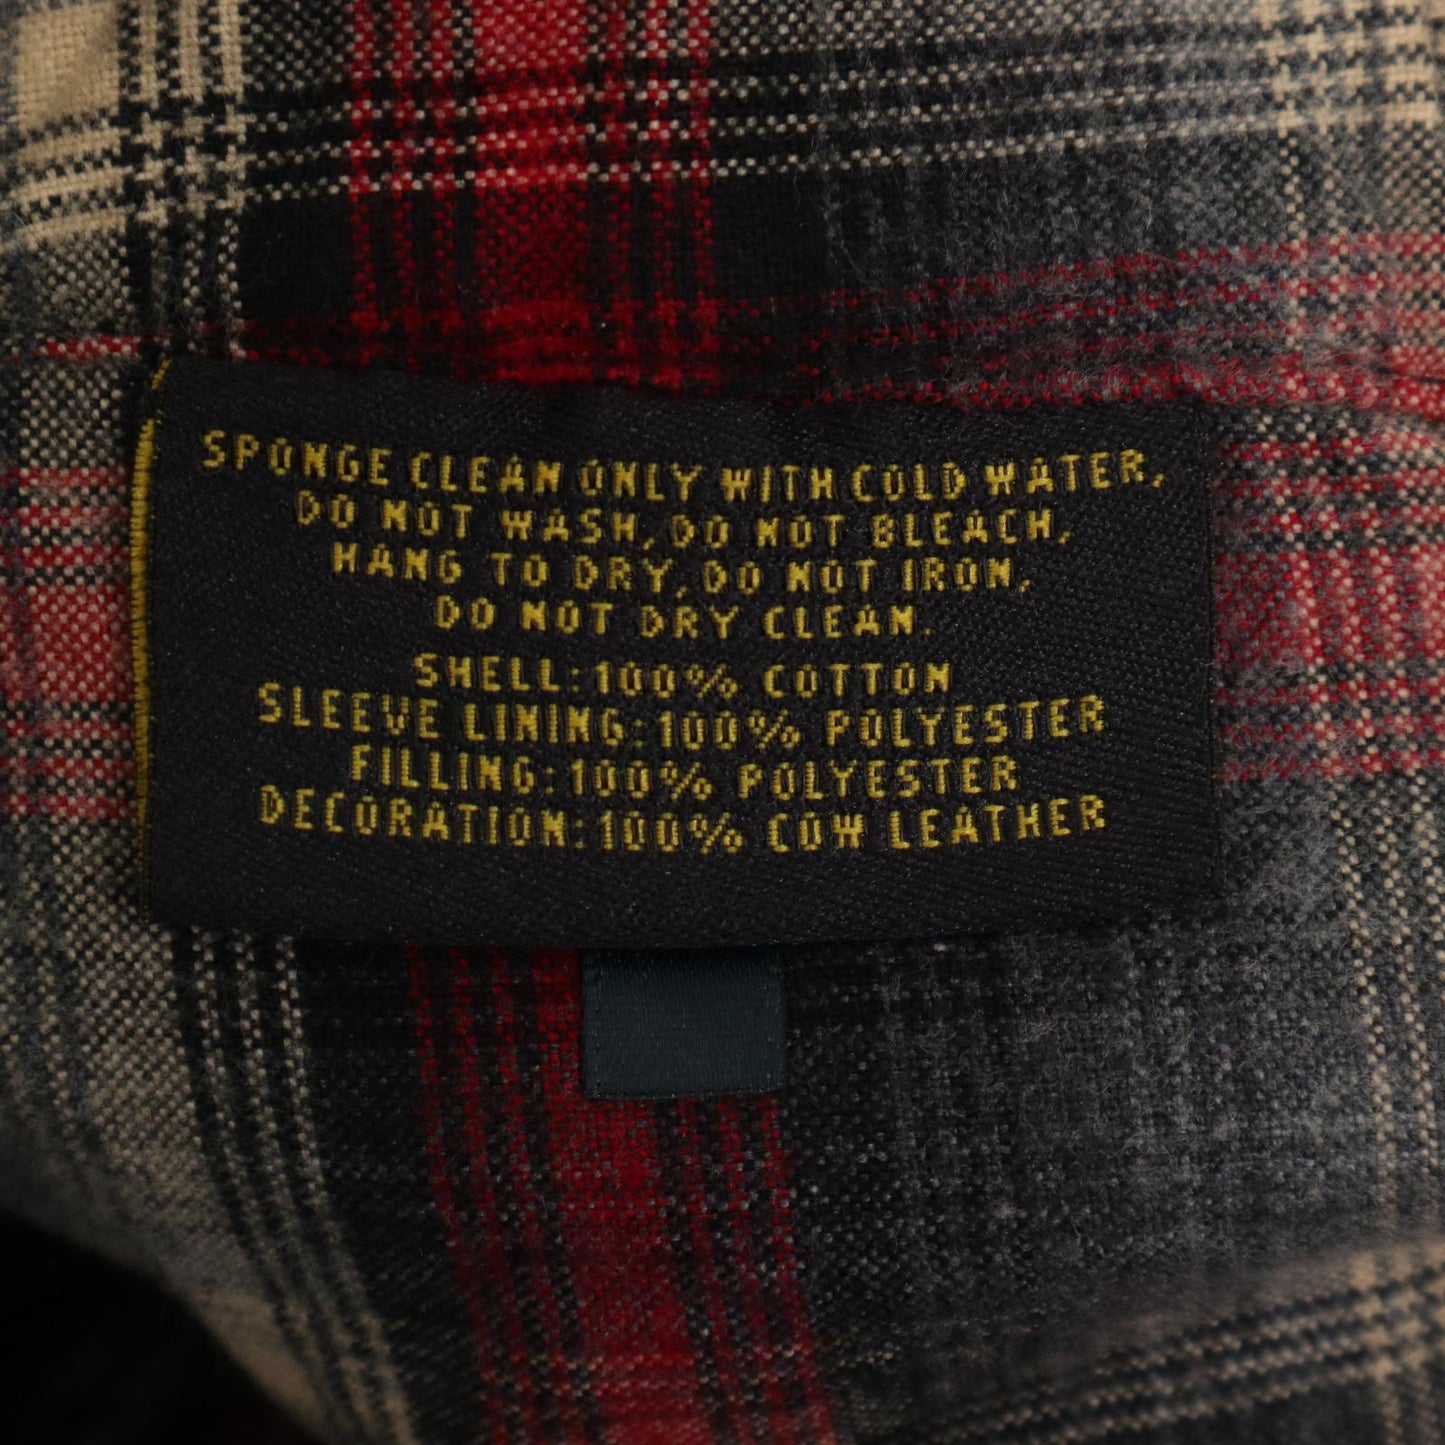 SPONGE CLEAN ONLY WITH COLD WATER,
DO NOT WASH, DO NOT BLEACH,
HANG TO DRY, DO NOT IRON,
DO NOT DRY CLEAN.
SHELL: 100% COTTON
SLEEVE LINING: 100% POLYESTER
FILLING: 100% POLYESTER
DECORATION: 100% COW LEATHER